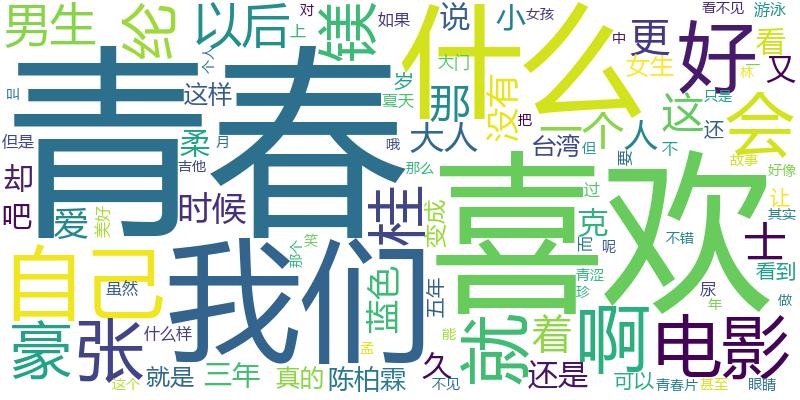 男生
纶
以后
对
上
个人
镁
如果
什么
说
小
女孩
中
更
好
看不见
游泳
看
一
杯
又
叫
这样
岁
夏天
大门
没有
女生
那
把
会
只是
但是
青春
柔
月
吉他
哦
大人
一个
台湾
但
人
要
这
还
不
故事
好像
却
吧
爱
美好
时候
桂
那么
喜欢
让
其实
自己
我们
那个
笑
变成
过
克
呢
不错
士
看到
虽然
蓝色
五年
青涩
珍
尿
年
做
豪
张
什么样
孟
能
就
着
啊
电影
这个
就是
三年
真的
陈柏霖
久
不见
还是
可以
青春片
甚至
眼睛